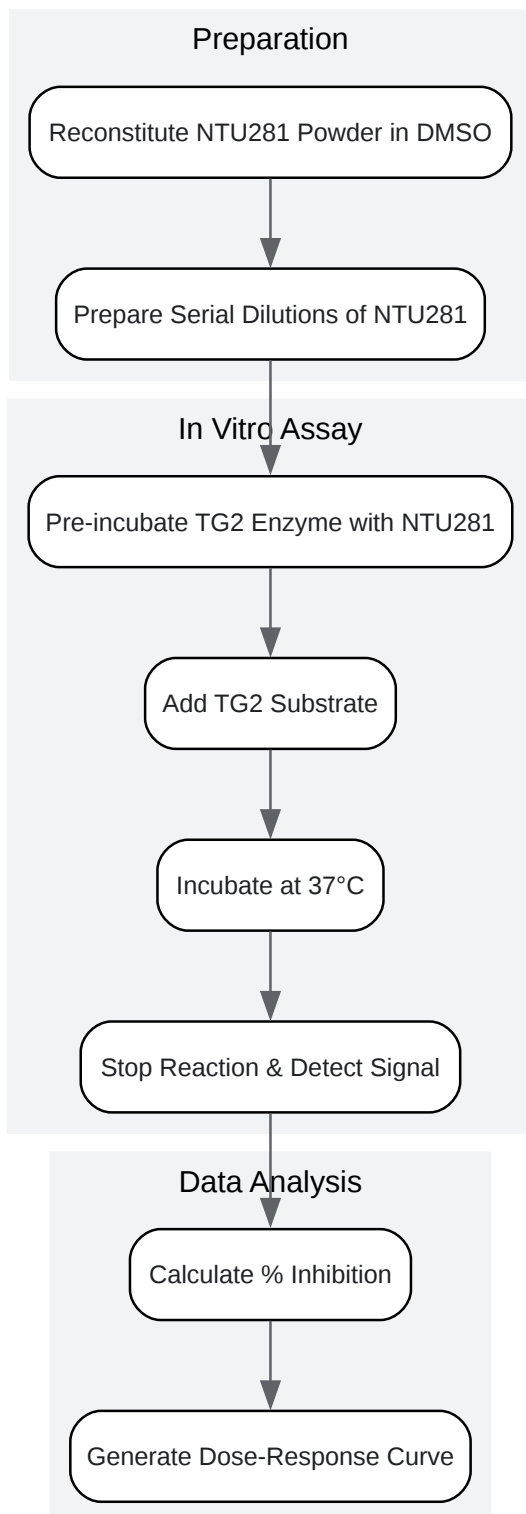 Preparation
Reconstitute NTU281 Powder in DMSO
Prepare Serial Dilutions of NTU281
In Vitro Assay
Pre-incubate TG2 Enzyme with NTU281
Add TG2 Substrate
Incubate at 37°C
Stop Reaction & Detect Signal
Data Analysis
Calculate % Inhibition
Generate Dose-Response Curve